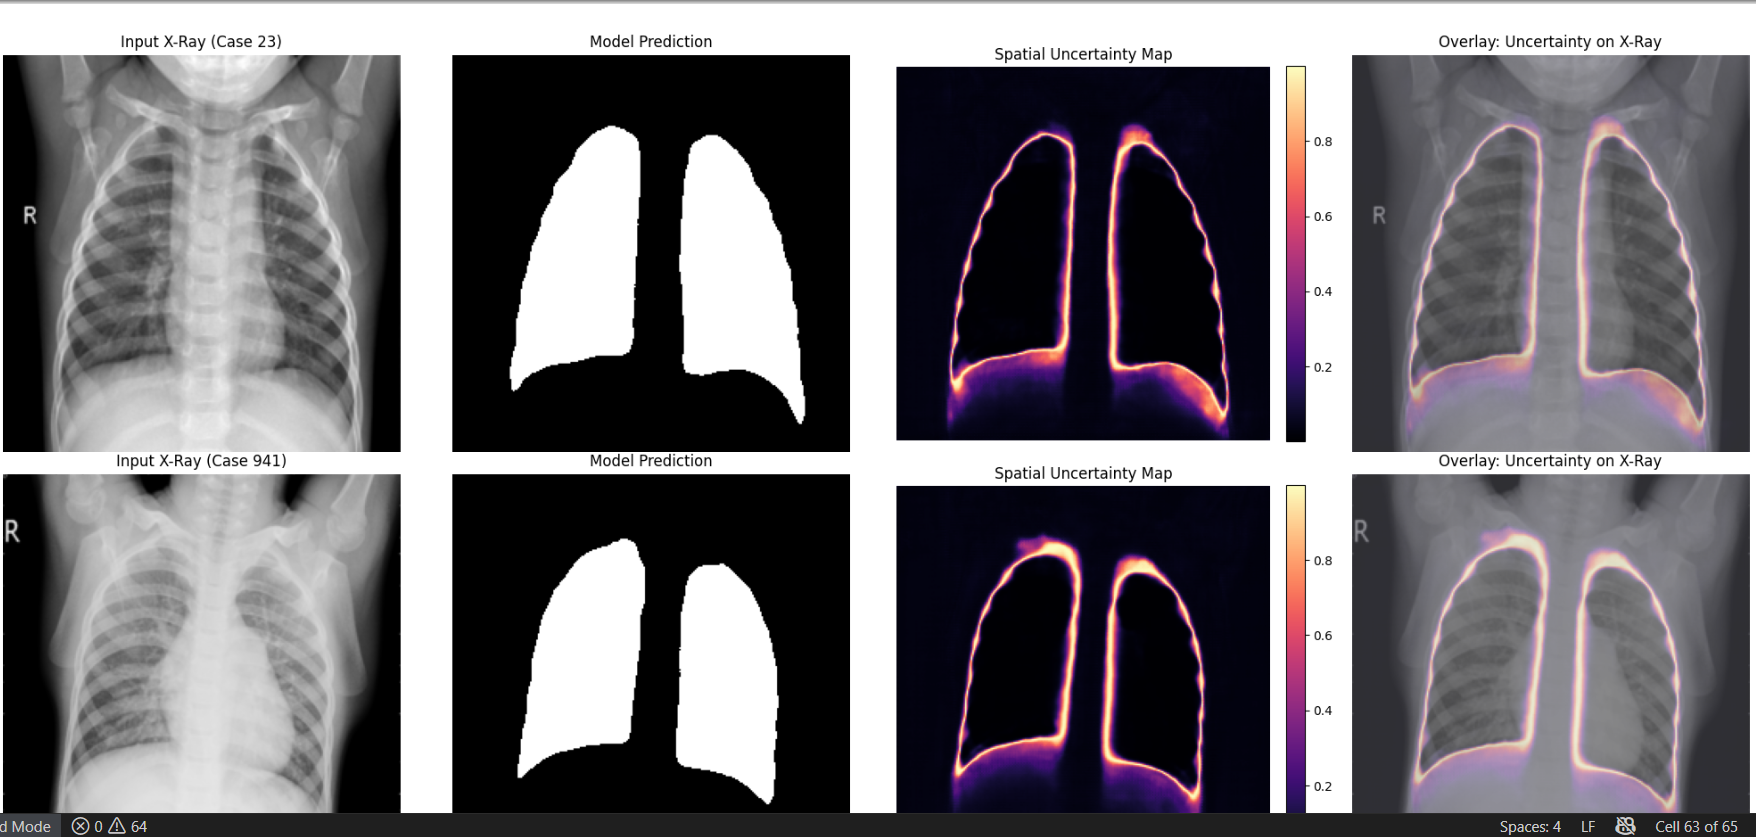 Input X-Ray (Case 23)
Model Prediction
Spatial Uncertainty Map
Overlay: Uncertainty on X-Ray
R
0.8
0.6
0.4
0.2
R
Input X-Ray (Case 941)
Model Prediction
Spatial Uncertainty Map
Overlay: Uncertainty on X-Ray
R
0.8
0.6
0.4
0.2
R
d Mode
0
64
Spaces: 4
LF
Cell 63 of 65